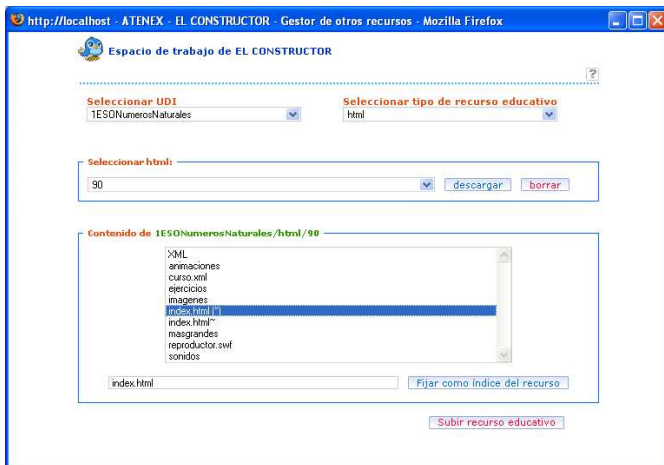 http://localhost - ATENEX - EL CONSTRUCTOR - Gestor de otros recursos - Mozilla Firefox
Espacio de trabajo de EL CONSTRUCTOR
?
Seleccionar UDI Seleccionar tipo de recurso educativo
1ESONumerosNaturales html
Seleccionar html:
90 descargar borrar
Contenido de 1ESONumerosNaturales/html/90
XML
animaciones
curso.xml
ejercicios
imagenes
index.html (*)
index.html~
masgrandes
reproductor.swf
sonidos
index.html Fijar como índice del recurso
Subir recurso educativo